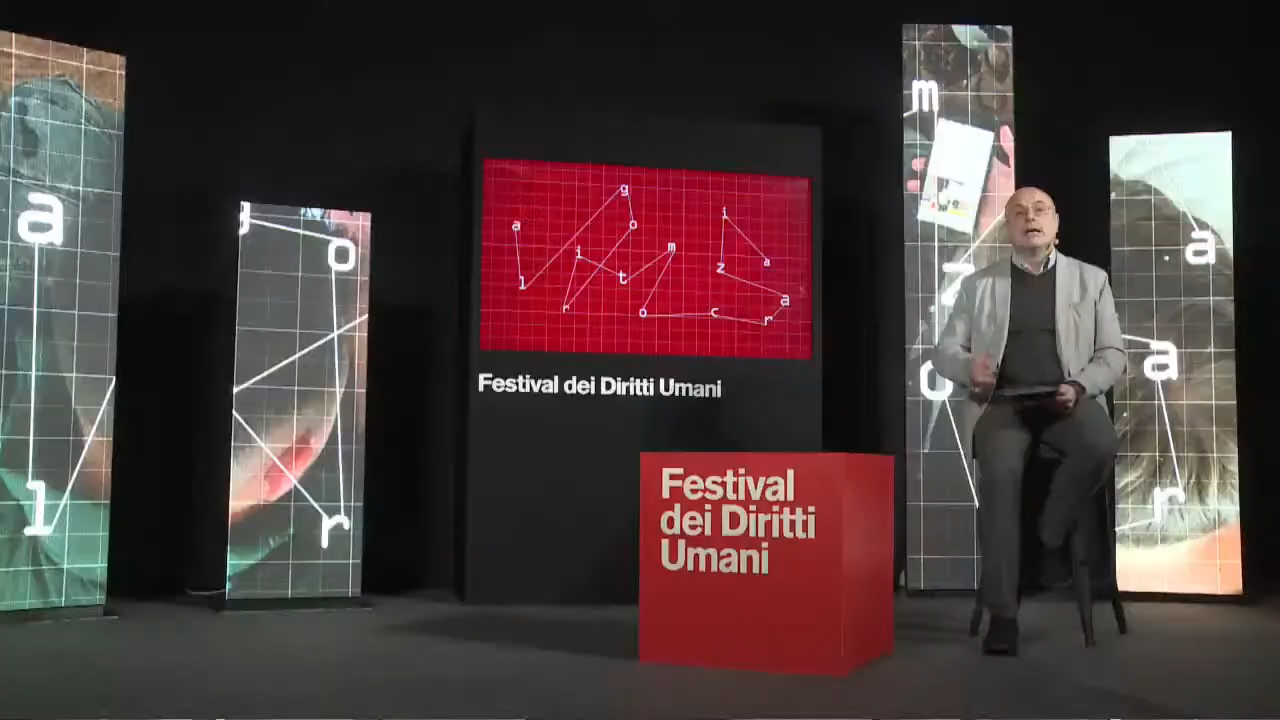 a
l
o
r
a l g o r i t m o c r a z i a
Festival dei Diritti Umani
Festival
dei Diritti
Umani
m
z
o
a
a
r